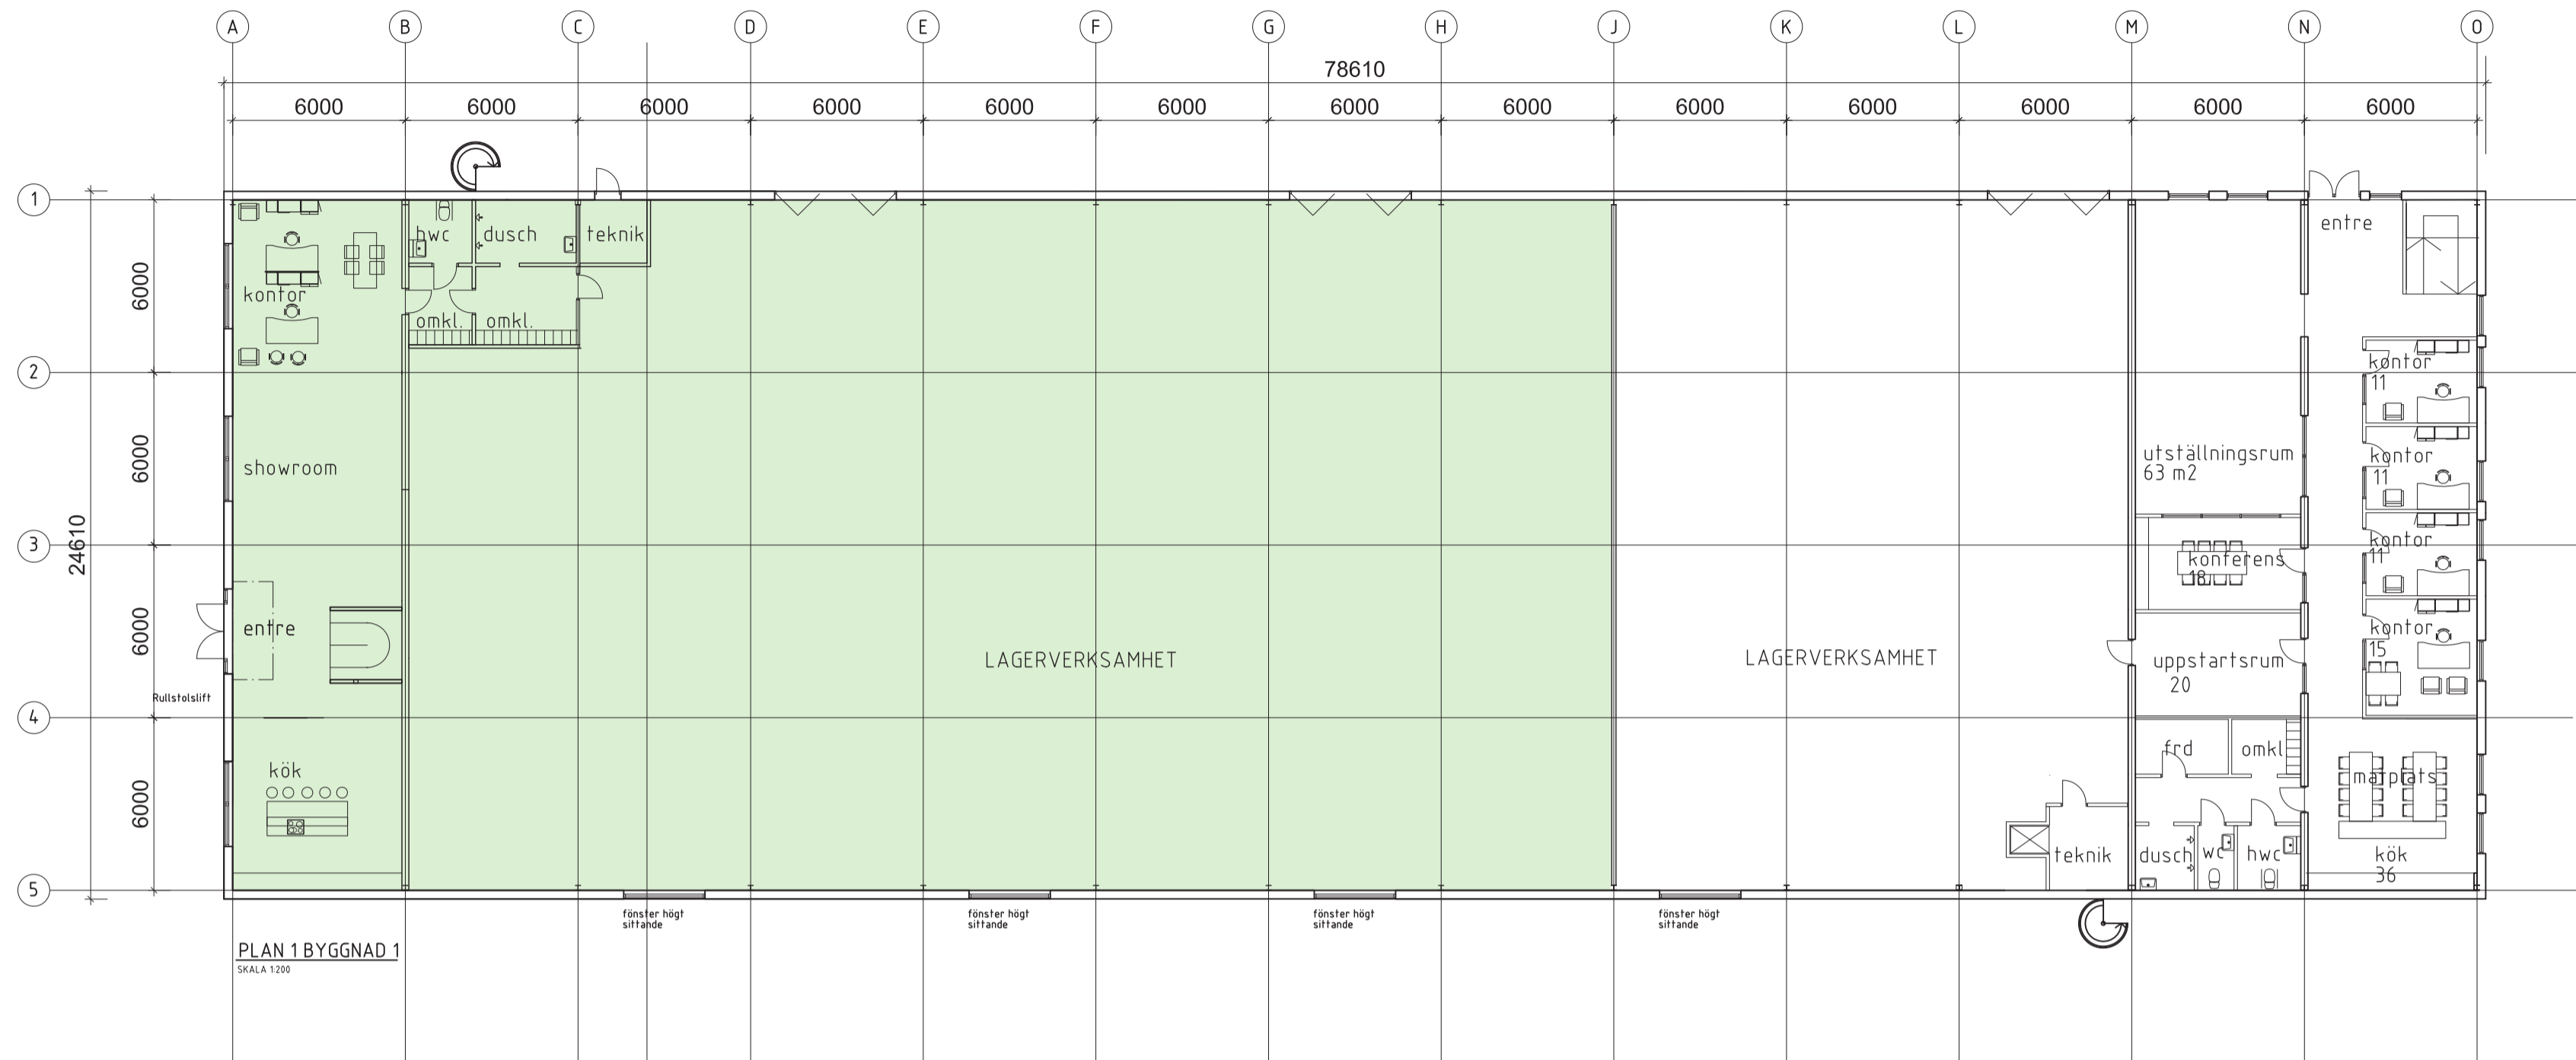 A B C D E F G H J K L M N O
78610
6000 6000 6000 6000 6000 6000 6000 6000 6000 6000 6000 6000 6000
1
2
3
4
5
24610
6000
6000
6000
6000
hwc dusch teknik
kontor
omkl. omkl.
showroom
entre
Rullstolslift
kök
LAGERVERKSAMHET
LAGERVERKSAMHET
entre
kontor
11
utställningsrum
63 m2
kontor
11
kontor
11
konferens
18
kontor
15
uppstartsrum
20
frd omkl
matplats
teknik dusch wc hwc
kök
36
fönster högt
sittande
fönster högt
sittande
fönster högt
sittande
fönster högt
sittande
PLAN 1 BYGGNAD 1
SKALA 1:200